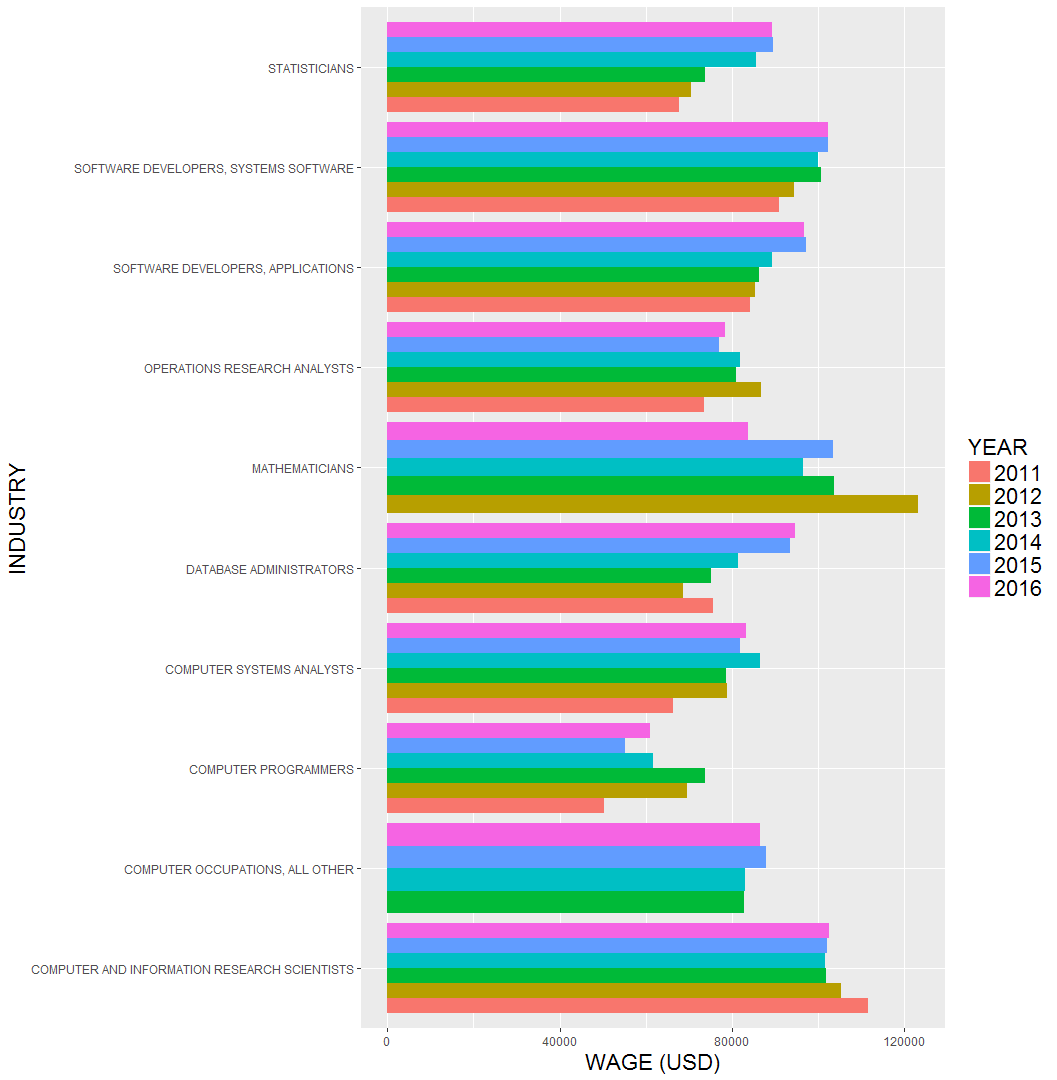 STATISTICIANS
SOFTWARE DEVELOPERS, SYSTEMS SOFTWARE
SOFTWARE DEVELOPERS, APPLICATIONS
OPERATIONS RESEARCH ANALYSTS
MATHEMATICIANS
DATABASE ADMINISTRATORS
COMPUTER SYSTEMS ANALYSTS
COMPUTER PROGRAMMERS
COMPUTER OCCUPATIONS, ALL OTHER
COMPUTER AND INFORMATION RESEARCH SCIENTISTS
INDUSTRY
0 40000 80000 120000
WAGE (USD)
YEAR
2011
2012
2013
2014
2015
2016